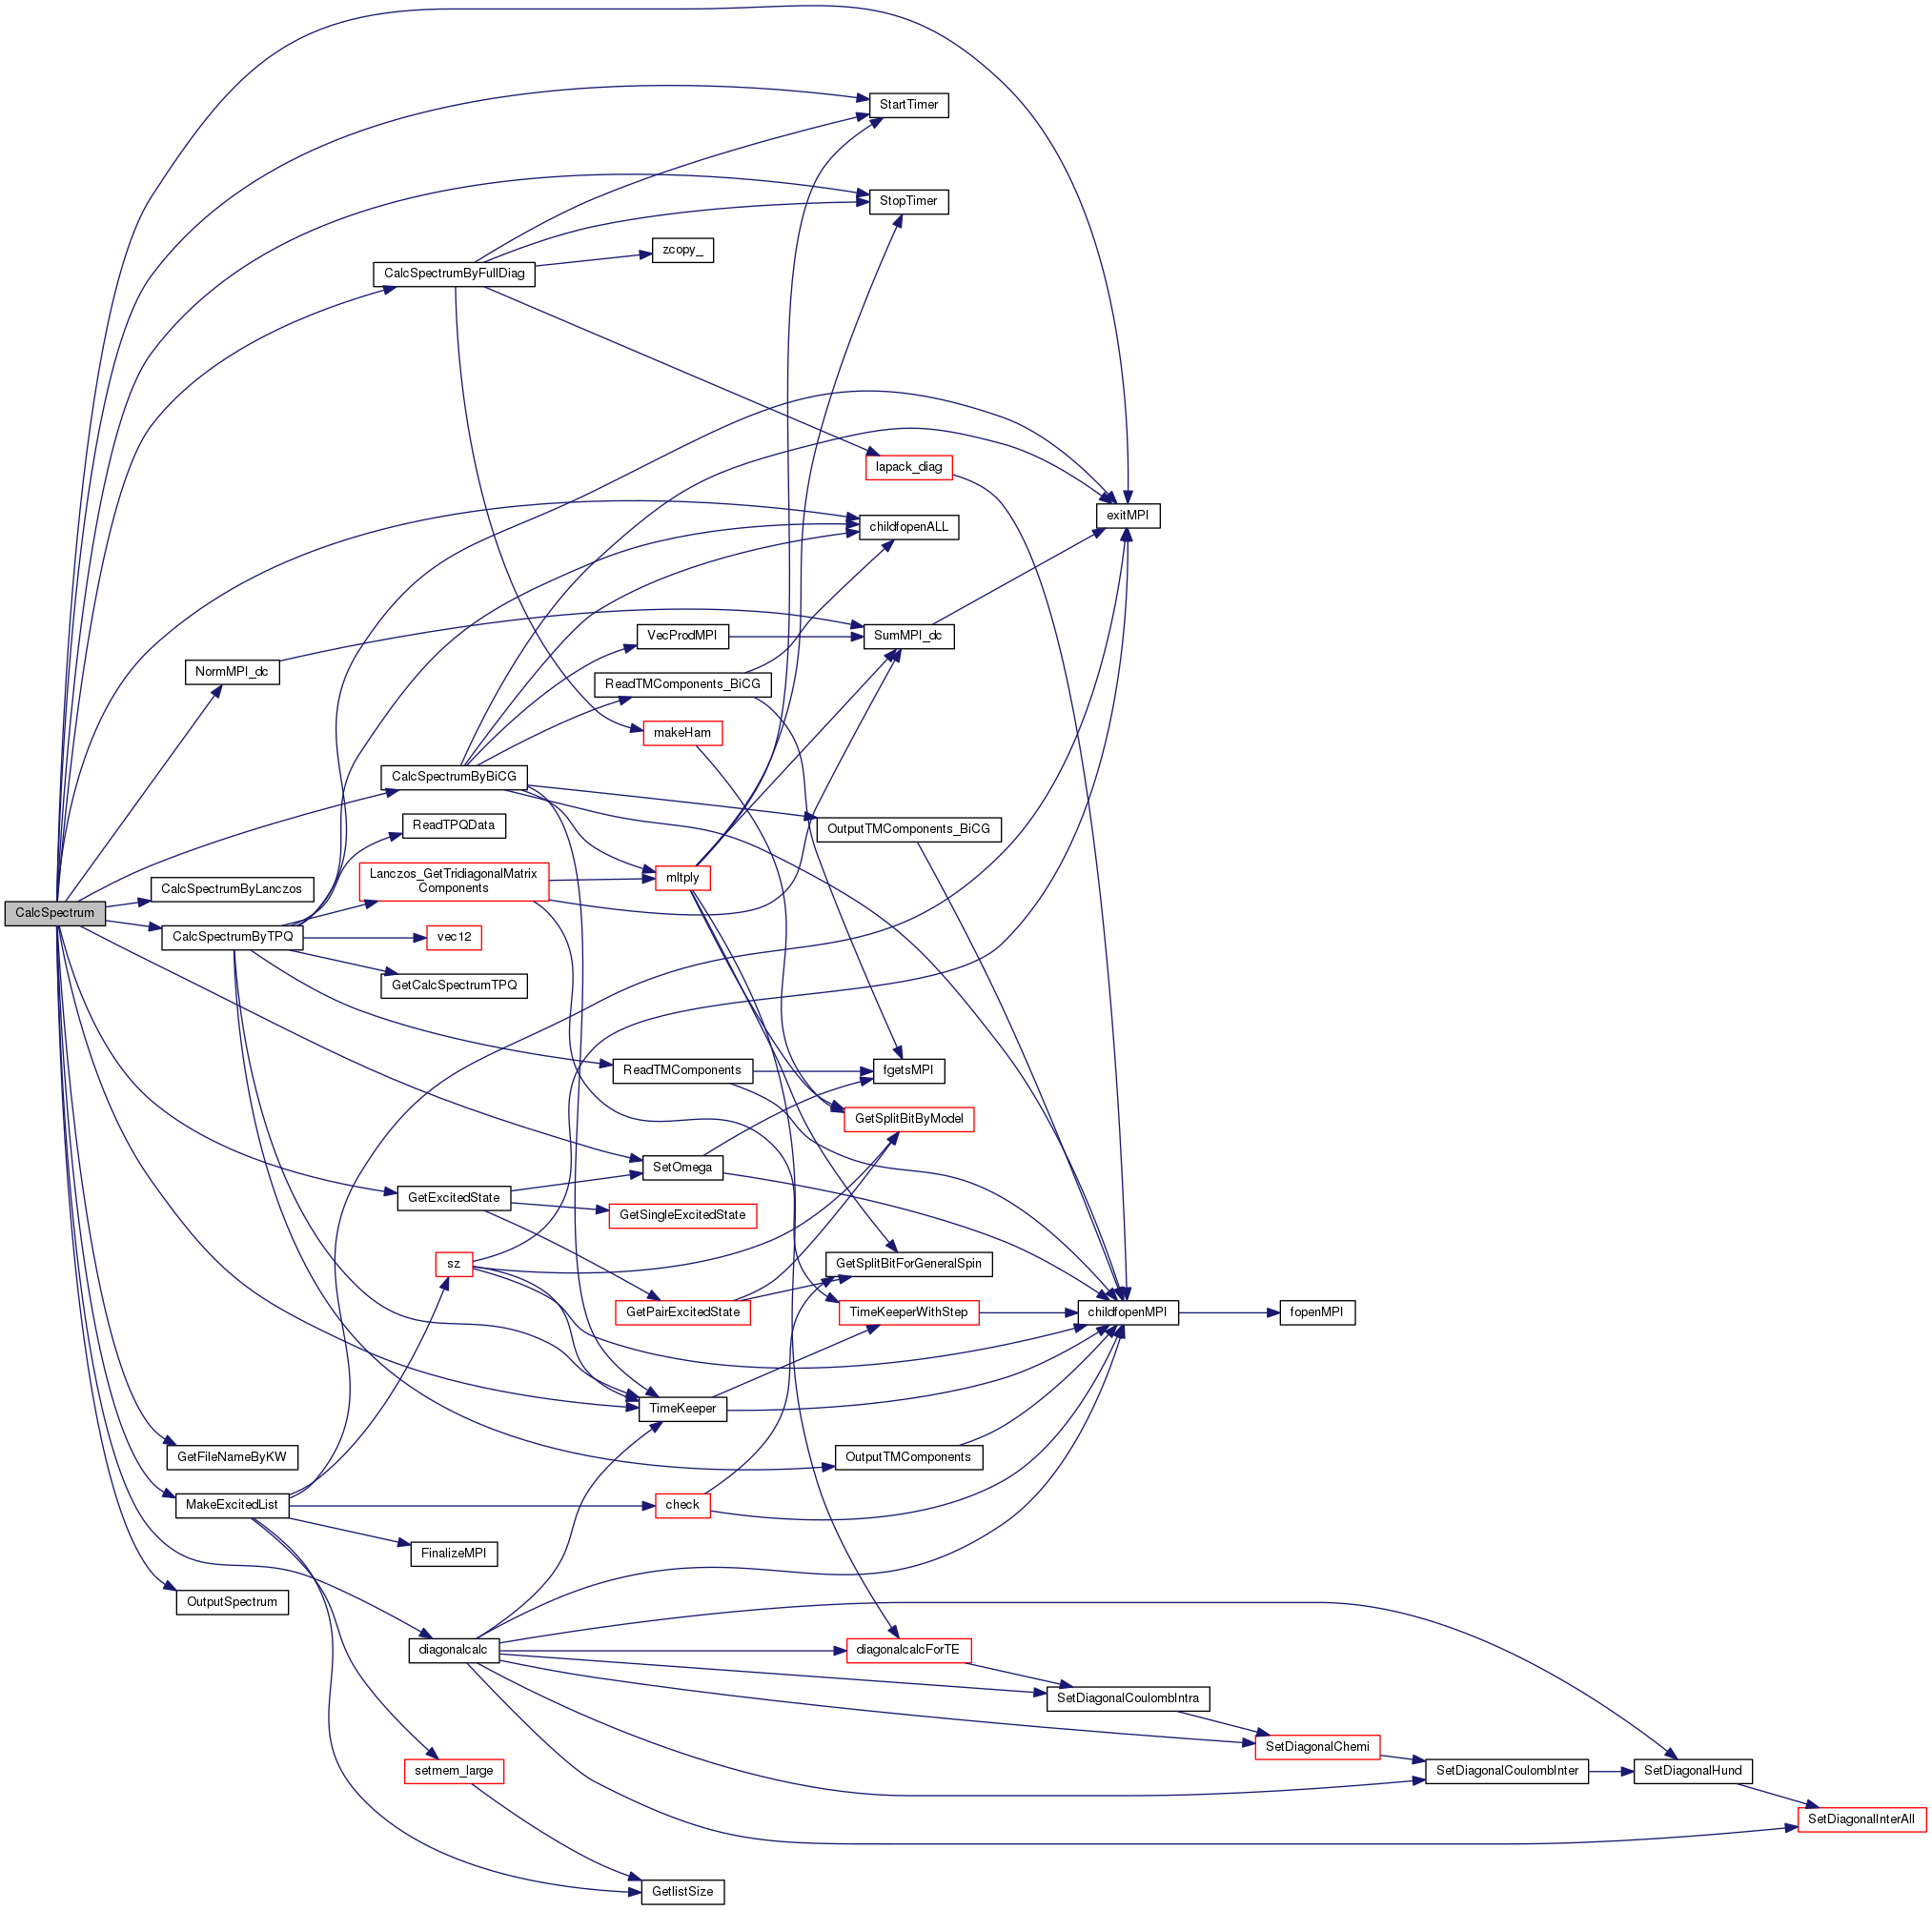 StartTimer
StopTimer
zcopy_
CalcSpectrumByFullDiag
lapack_diag
exitMPI
childfopenALL
VecProdMPI
SumMPI_dc
NormMPI_dc
ReadTMComponents_BiCG
makeHam
CalcSpectrumByBiCG
ReadTPQData
OutputTMComponents_BiCG
Lanczos_GetTridiagonalMatrix
Components
mltply
CalcSpectrumByLanczos
CalcSpectrum
CalcSpectrumByTPQ
vec12
GetCalcSpectrumTPQ
ReadTMComponents
fgetsMPI
GetSplitBitByModel
SetOmega
GetExcitedState
GetSingleExcitedState
sz
GetSplitBitForGeneralSpin
GetPairExcitedState
TimeKeeperWithStep
childfopenMPI
fopenMPI
TimeKeeper
GetFileNameByKW
OutputTMComponents
MakeExcitedList
check
FinalizeMPI
OutputSpectrum
diagonalcalc
diagonalcalcForTE
SetDiagonalCoulombIntra
SetDiagonalChemi
setmem_large
SetDiagonalCoulombInter
SetDiagonalHund
SetDiagonalInterAll
GetlistSize